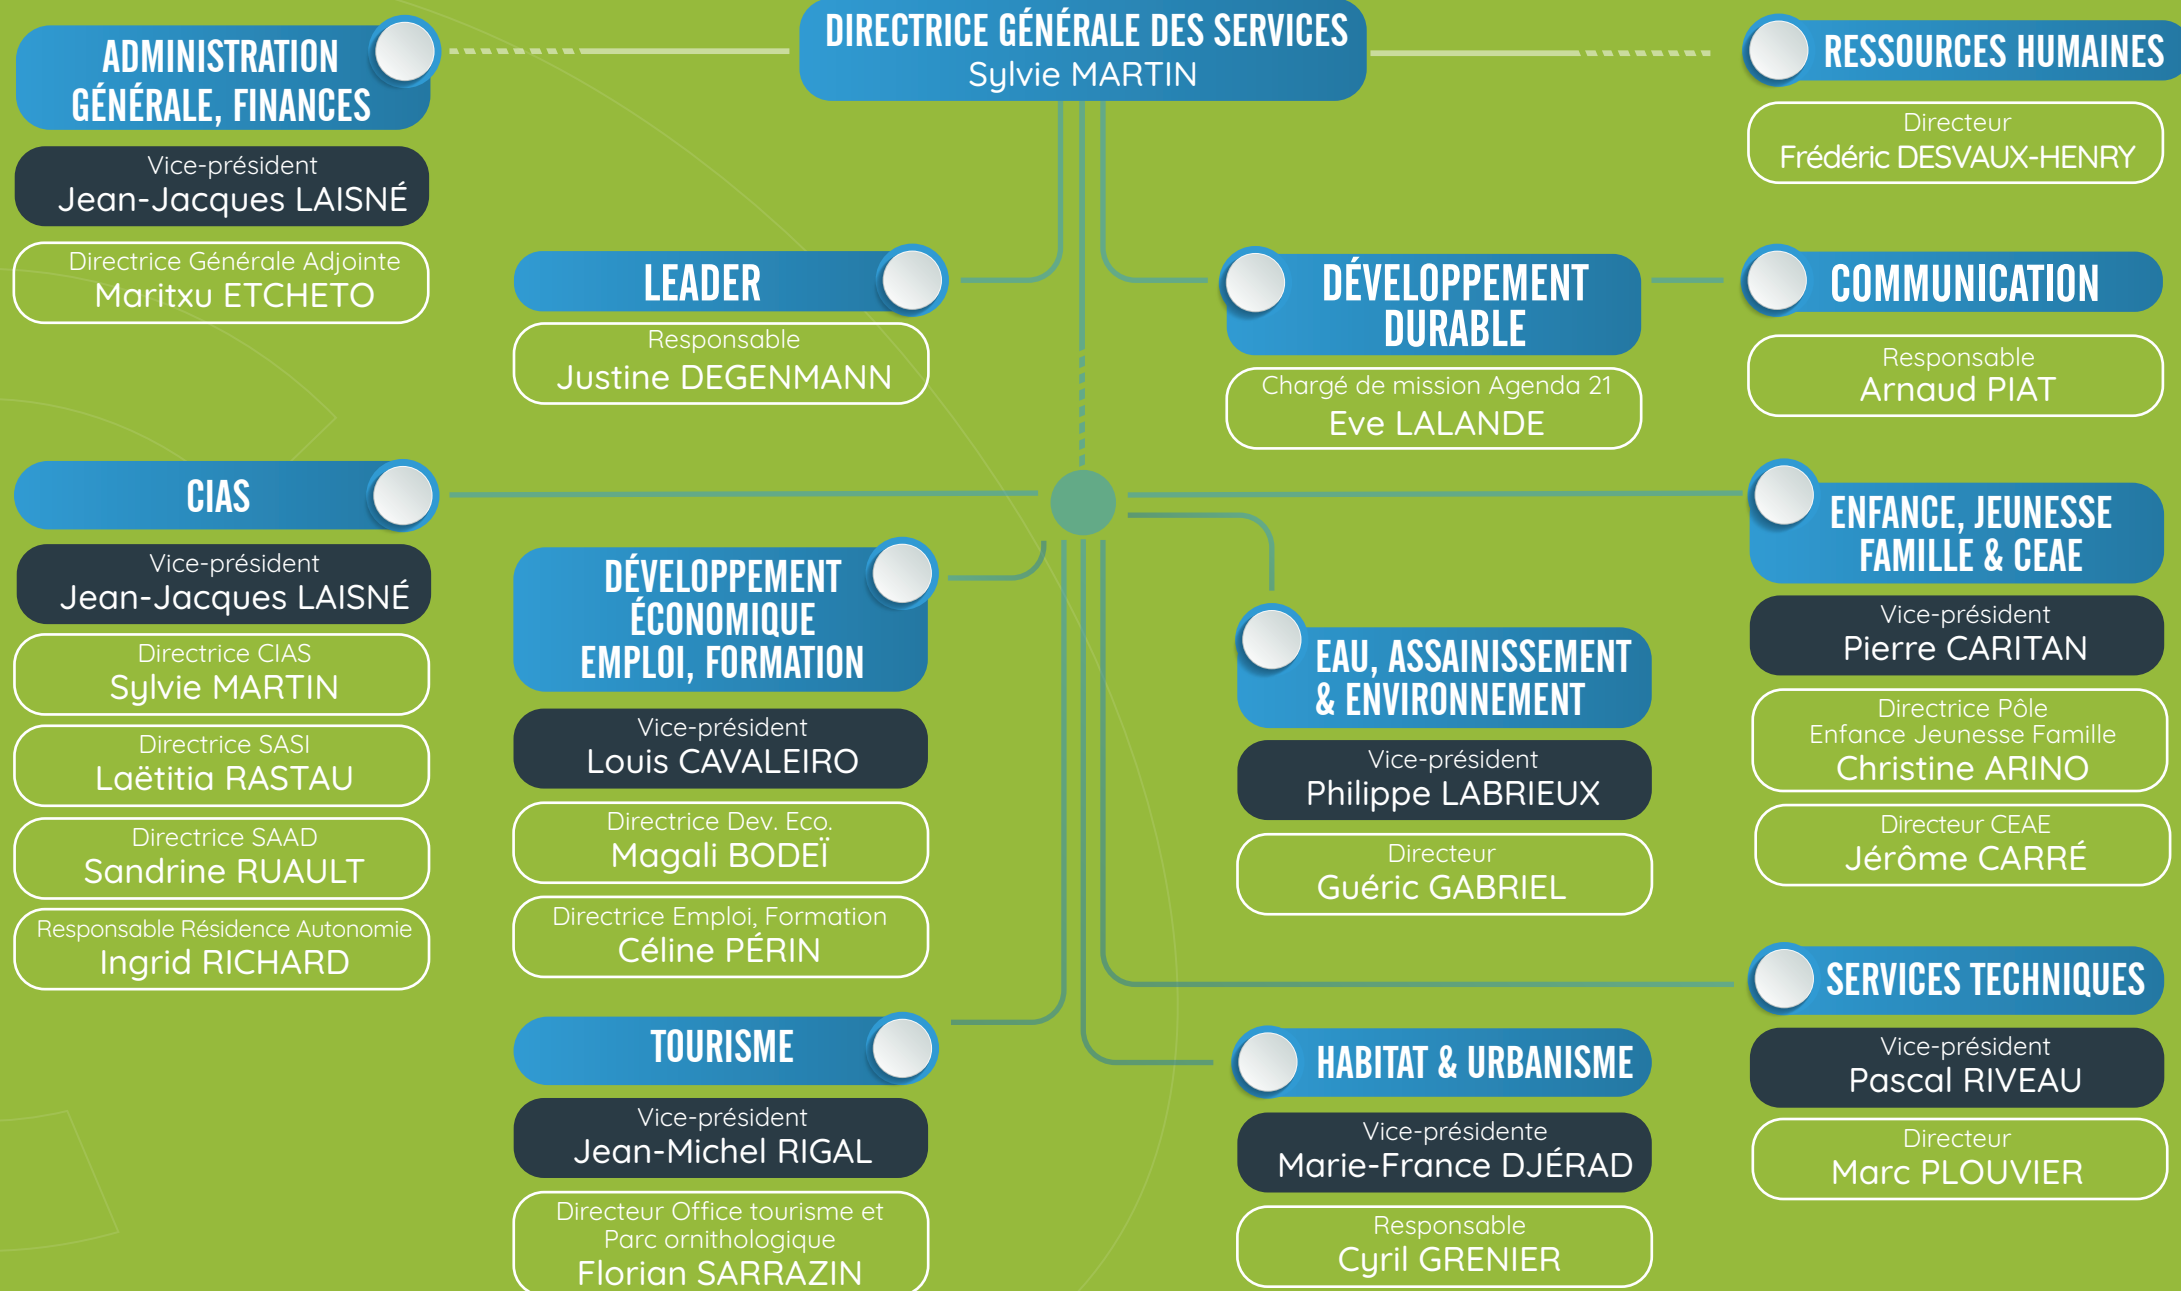 DIRECTRICE GÉNÉRALE DES SERVICES
Sylvie MARTIN
ADMINISTRATION
GÉNÉRALE, FINANCES
Vice-président
Jean-Jacques LAISNÉ
Directrice Générale Adjointe
Maritxu ETCHETO
RESSOURCES HUMAINES
Directeur
Frédéric DESVAUX-HENRY
LEADER
Responsable
Justine DEGENMANN
DÉVELOPPEMENT
DURABLE
Chargé de mission Agenda 21
Eve LALANDE
COMMUNICATION
Responsable
Arnaud PIAT
CIAS
Vice-président
Jean-Jacques LAISNÉ
Directrice CIAS
Sylvie MARTIN
Directrice SASI
Laëtitia RASTAU
Directrice SAAD
Sandrine RUAULT
Responsable Résidence Autonomie
Ingrid RICHARD
DÉVELOPPEMENT
ÉCONOMIQUE
EMPLOI, FORMATION
Vice-président
Louis CAVALEIRO
Directrice Dev. Eco.
Magali BODEÏ
Directrice Emploi, Formation
Céline PÉRIN
EAU, ASSAINISSEMENT
& ENVIRONNEMENT
Vice-président
Philippe LABRIEUX
Directeur
Guéric GABRIEL
ENFANCE, JEUNESSE
FAMILLE & CEAE
Vice-président
Pierre CARITAN
Directrice Pôle
Enfance Jeunesse Famille
Christine ARINO
Directeur CEAE
Jérôme CARRÉ
TOURISME
Vice-président
Jean-Michel RIGAL
Directeur Office tourisme et
Parc ornithologique
Florian SARRAZIN
HABITAT & URBANISME
Vice-présidente
Marie-France DJÉRAD
Responsable
Cyril GRENIER
SERVICES TECHNIQUES
Vice-président
Pascal RIVEAU
Directeur
Marc PLOUVIER